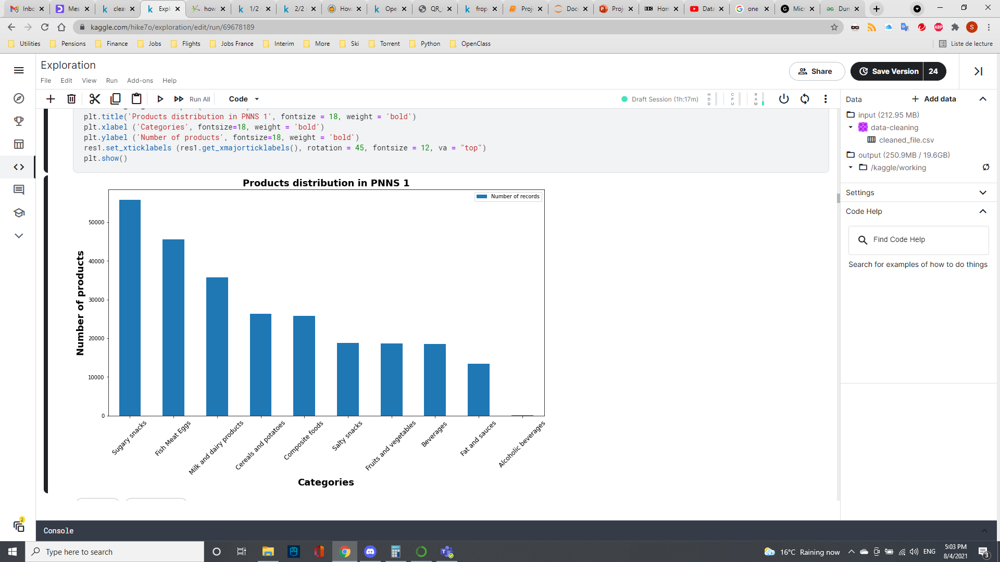 Inbo Mes clear Explo how 1/2 : 2/2 : How Ope QR_ frop Proj Doc Proj Hom Data one Micr Dun
kaggle.com/hike7o/exploration/edit/run/69678189
Utilities Pensions Finance Jobs Flights Jobs France Interim More Ski Torrent Python OpenClass Liste de lecture
Exploration
File Edit View Run Add-ons Help
Share
Save Version 24
Run All Code
Draft Session (1h:17m) HDD CPU RAM
plt.title('Products distribution in PNNS 1', fontsize = 18, weight = 'bold')
plt.xlabel ('Categories', fontsize=18, weight = 'bold')
plt.ylabel ('Number of products', fontsize=18, weight = 'bold')
res1.set_xticklabels (res1.get_xmajorticklabels(), rotation = 45, fontsize = 12, va = "top")
plt.show()
Products distribution in PNNS 1
Number of records
Number of products
50000
40000
30000
20000
10000
0
Sugary snacks
Fish Meat Eggs
Milk and dairy products
Cereals and potatoes
Composite foods
Salty snacks
Fruits and vegetables
Beverages
Fat and sauces
Alcoholic beverages
Categories
Data
Add data
input (212.95 MB)
data-cleaning
cleaned_file.csv
output (250.9MB / 19.6GB)
/kaggle/working
Settings
Code Help
Find Code Help
Search for examples of how to do things
2
Console
Type here to search
16°C Raining now
ENG
5:03 PM
8/4/2021
3